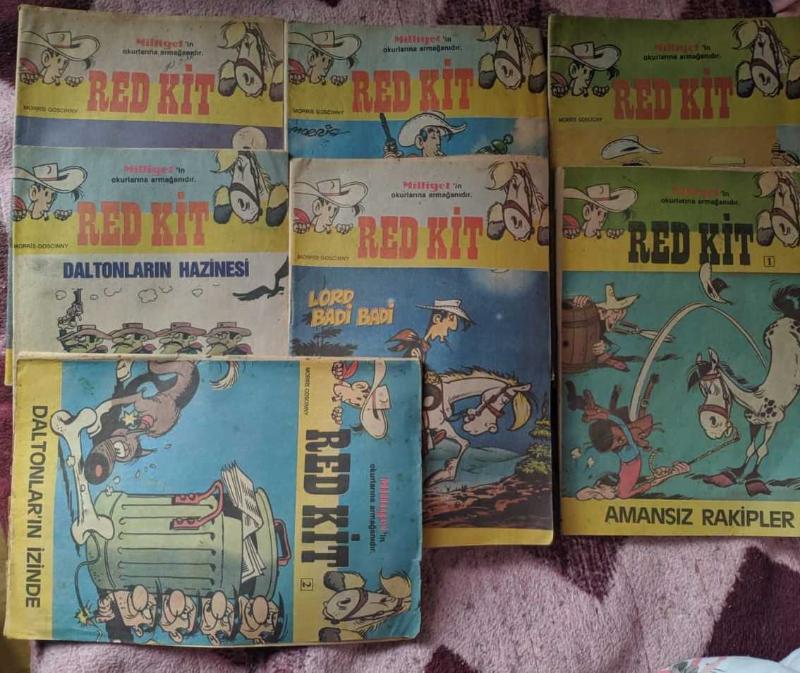 Milliyet'in
okurlarına armağanıdır.
RED KİT
MORRIS GOSCINNY
Milliyet'in
okurlarına armağanıdır.
RED KİT
MORRIS GOSCINNY
morris
Milliyet'in
okurlarına armağanıdır.
RED KİT
MORRIS GOSCINY
Milliyet'in
okurlarına armağanıdır.
RED KİT
MORRIS-GOSCINNY
DALTONLARIN HAZİNESİ
Milliyet'in
okurlarına armağanıdır.
RED KİT
MORRIS GOSCINNY
LORD
BADİ BADİ
Milliyet'in
okurlarına armağanıdır.
RED KİT
1
AMANSIZ RAKİPLER
Milliyet'in
okurlarına armağanıdır.
RED KİT
2
MORRIS GOSCINNY
DALTONLAR'IN İZİNDE